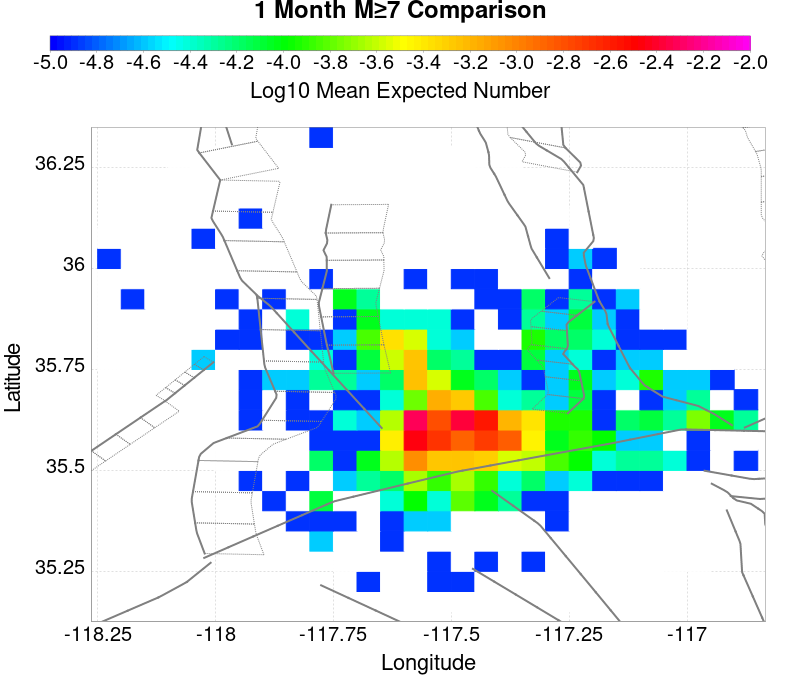 1 Month M≥7 Comparison
-5.0 -4.8 -4.6 -4.4 -4.2 -4.0 -3.8 -3.6 -3.4 -3.2 -3.0 -2.8 -2.6 -2.4 -2.2 -2.0
Log10 Mean Expected Number
36.25
36
35.75
35.5
35.25
Latitude
-118.25 -118 -117.75 -117.5 -117.25 -117
Longitude